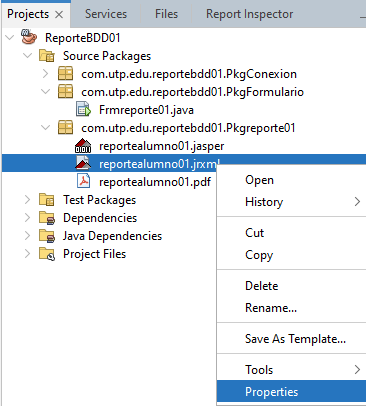 Projects Services Files Report Inspector
ReporteBDD01
Source Packages
com.utp.edu.reportebdd01.PkgConexion
com.utp.edu.reportebdd01.PkgFormulario
Frmreporte01.java
com.utp.edu.reportebdd01.Pkgreporte01
reportealumno01.jasper
reportealumno01.jrxml
reportealumno01.pdf
Test Packages
Dependencies
Java Dependencies
Project Files
Open
History
Cut
Copy
Delete
Rename...
Save As Template...
Tools
Properties